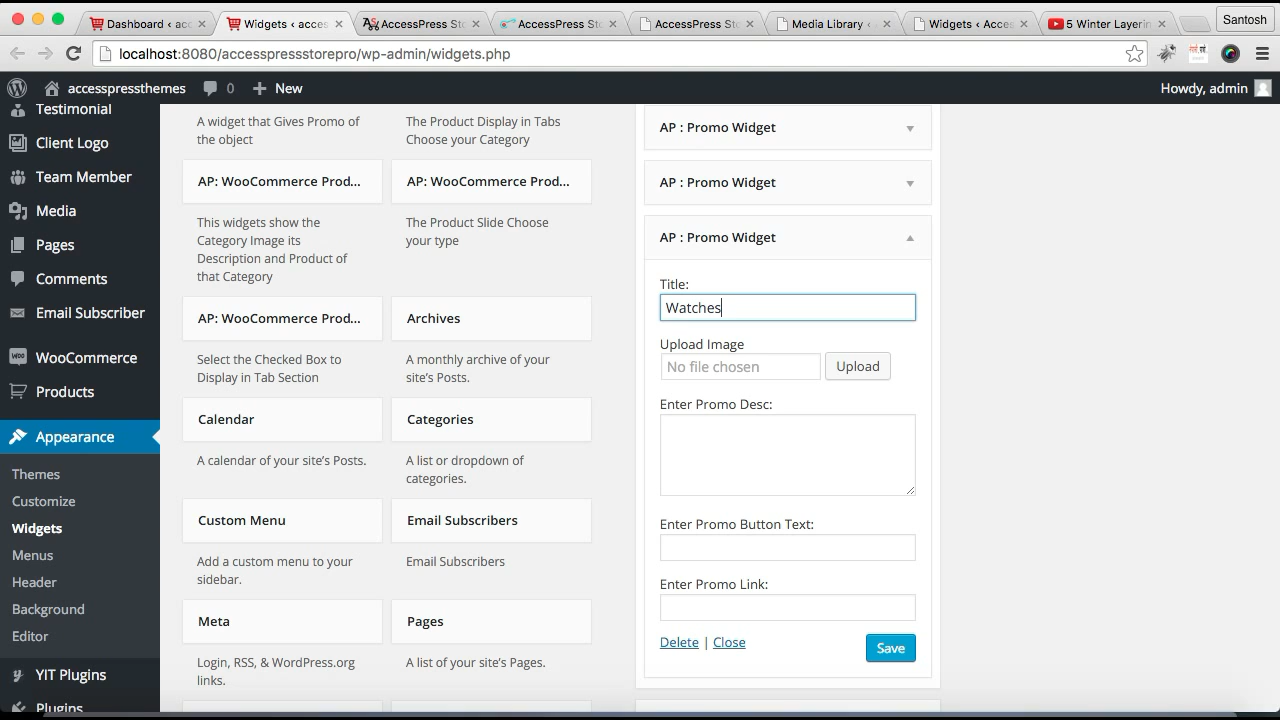 Dashboard ‹ acc
Widgets ‹ acces
AccessPress Sto
AccessPress Sto
AccessPress Sto
Media Library ‹
Widgets ‹ Acce
5 Winter Layerin
Santosh
localhost:8080/accesspressstorepro/wp-admin/widgets.php
accesspressthemes
0
New
Howdy, admin
Testimonial
Client Logo
Team Member
Media
Pages
Comments
Email Subscriber
WooCommerce
Products
Appearance
Themes
Customize
Widgets
Menus
Header
Background
Editor
YIT Plugins
Plugins
A widget that Gives Promo of
the object
The Product Display in Tabs
Choose your Category
AP: WooCommerce Prod...
AP: WooCommerce Prod...
This widgets show the
Category Image its
Description and Product of
that Category
The Product Slide Choose
your type
AP: WooCommerce Prod...
Archives
Select the Checked Box to
Display in Tab Section
A monthly archive of your
site's Posts.
Calendar
Categories
A calendar of your site's Posts.
A list or dropdown of
categories.
Custom Menu
Email Subscribers
Add a custom menu to your
sidebar.
Email Subscribers
Meta
Pages
Login, RSS, & WordPress.org
links.
A list of your site's Pages.
AP : Promo Widget
AP : Promo Widget
AP : Promo Widget
Title:
Watches
Upload Image
No file chosen
Upload
Enter Promo Desc:
Enter Promo Button Text:
Enter Promo Link:
Delete | Close
Save